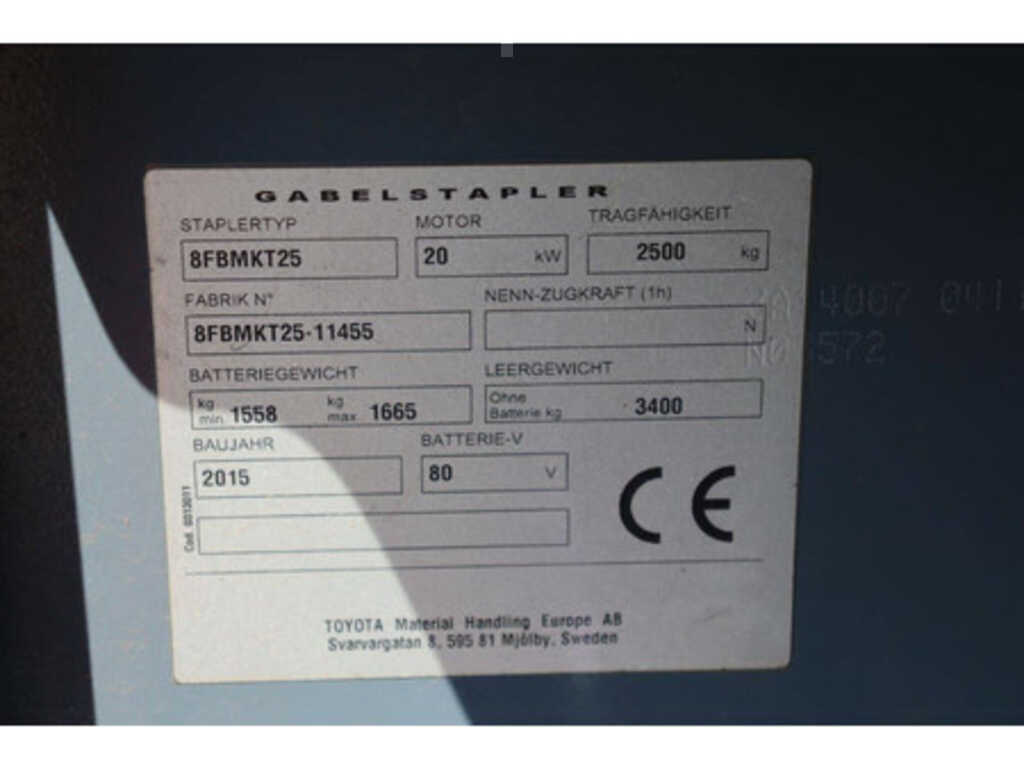 GABELSTAPLER
STAPLERTYP MOTOR TRAGFÄHIGKEIT
8FBMKT25 20 kW 2500 kg
FABRIK N° NENN-ZUGKRAFT (1h)
8FBMKT25-11455 N
BATTERIEGEWICHT LEERGEWICHT
kg min. 1558 kg max 1665 Ohne Batterie kg 3400
BAUJAHR BATTERIE-V
2015 80 V
CE
TOYOTA Material Handling Europe AB
Svarvargatan 8, 595 81 Mjölby, Sweden